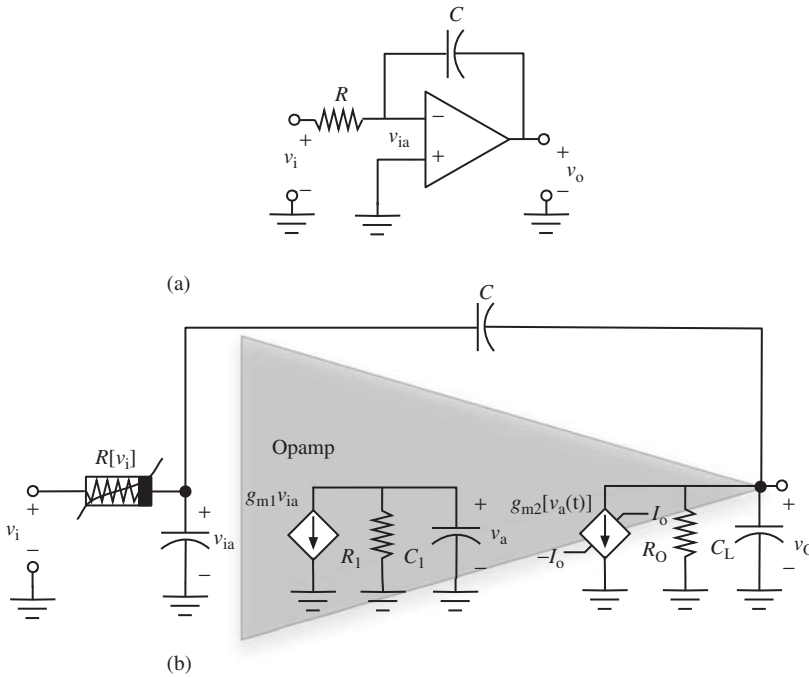 C
R
v_i
+
−
v_ia
−
+
+
v_o
−
(a)
C
R[v_i]
Opamp
v_i
+
−
+
v_ia
−
g_m1v_ia
R_1
C_1
+
v_a
−
g_m2[v_a(t)]
I_o
−I_o
R_O
C_L
+
v_O
−
(b)